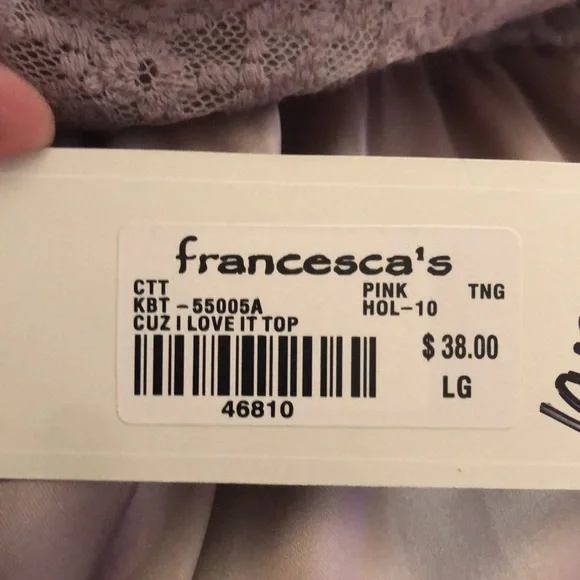 francesca's
CTT PINK TNG
KBT-55005A HOL-10
CUZ I LOVE IT TOP
$38.00
LG
46810